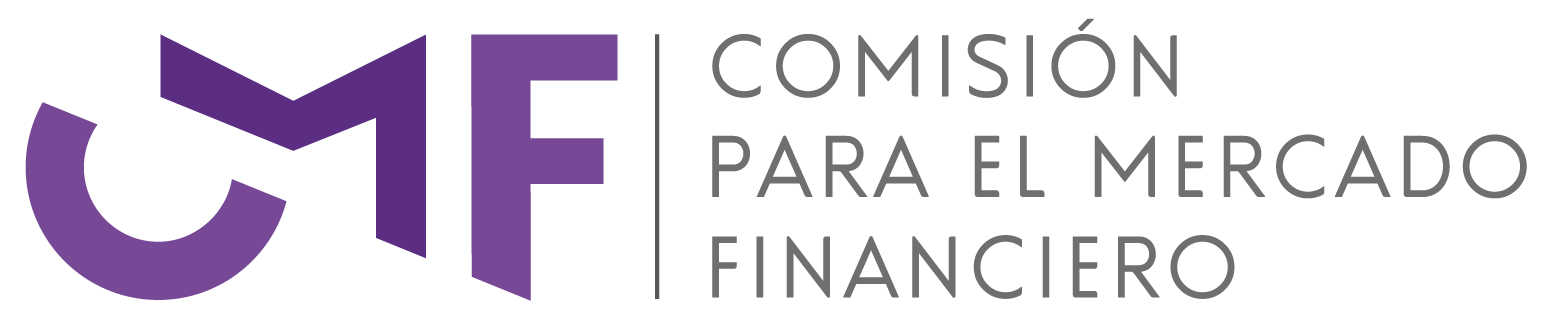 CMF
COMISIÓN
PARA EL MERCADO
FINANCIERO